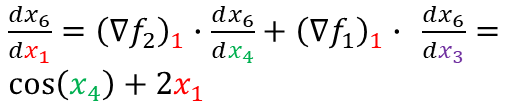 dx₆/dx₁ = (∇f₂)₁ · dx₆/dx₄ + (∇f₁)₁ · dx₆/dx₃ =
cos(x₄) + 2x₁